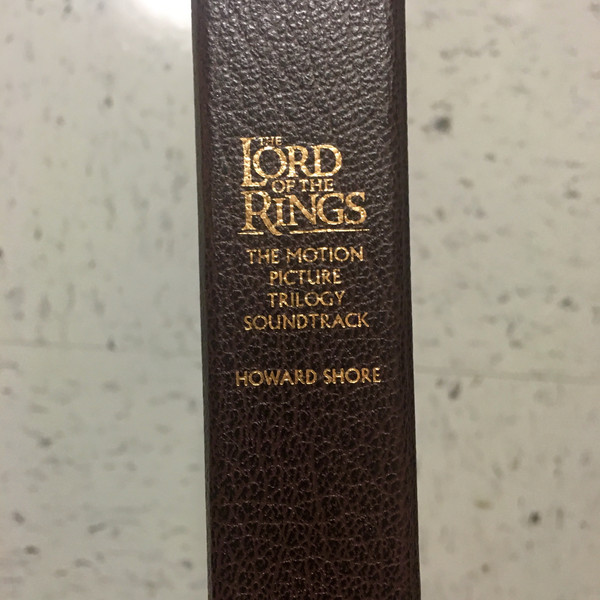 THE
LORD
OF THE
RINGS
THE MOTION
PICTURE
TRILOGY
SOUNDTRACK
HOWARD SHORE